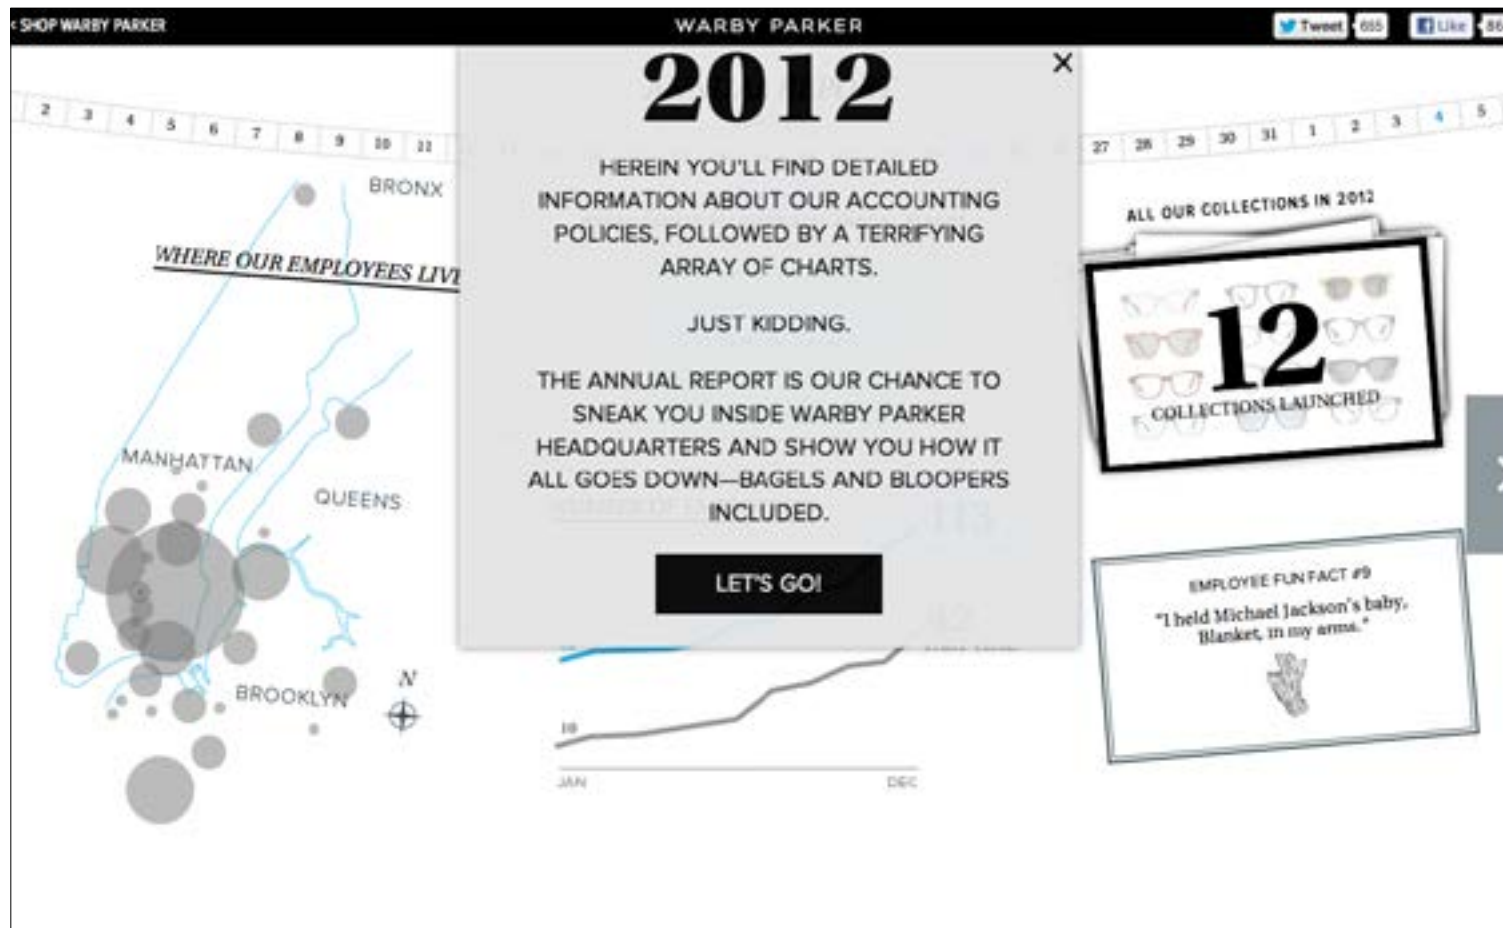 < SHOP WARBY PARKER
WARBY PARKER
Tweet
Like
2012
HEREIN YOU'LL FIND DETAILED
INFORMATION ABOUT OUR ACCOUNTING
POLICIES, FOLLOWED BY A TERRIFYING
ARRAY OF CHARTS.
JUST KIDDING.
THE ANNUAL REPORT IS OUR CHANCE TO
SNEAK YOU INSIDE WARBY PARKER
HEADQUARTERS AND SHOW YOU HOW IT
ALL GOES DOWN—BAGELS AND BLOOPERS
INCLUDED.
LET'S GO!
2 3 4 5 6 7 8 9 10 11
27 28 29 30 31 1 2 3 4 5
BRONX
WHERE OUR EMPLOYEES LIVE
MANHATTAN
QUEENS
BROOKLYN
N
113
10
JAN
DEC
ALL OUR COLLECTIONS IN 2012
12
COLLECTIONS LAUNCHED
EMPLOYEE FUN FACT #9
"I held Michael Jackson's baby,
Blanket, in my arms."